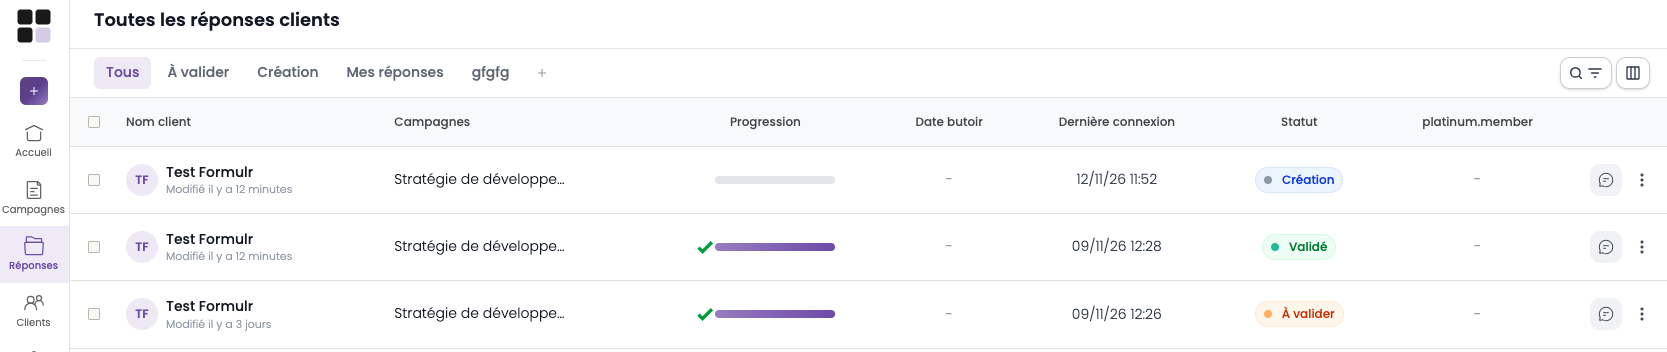 Toutes les réponses clients
Tous À valider Création Mes réponses gfgfg +
Nom client Campagnes Progression Date butoir Dernière connexion Statut platinum.member
TF Test Formulr Stratégie de développe... - 12/11/26 11:52 Création -
Modifié il y a 12 minutes
TF Test Formulr Stratégie de développe... - 09/11/26 12:28 Validé -
Modifié il y a 12 minutes
TF Test Formulr Stratégie de développe... - 09/11/26 12:26 À valider -
Modifié il y a 3 jours
+
Accueil
Campagnes
Réponses
Clients